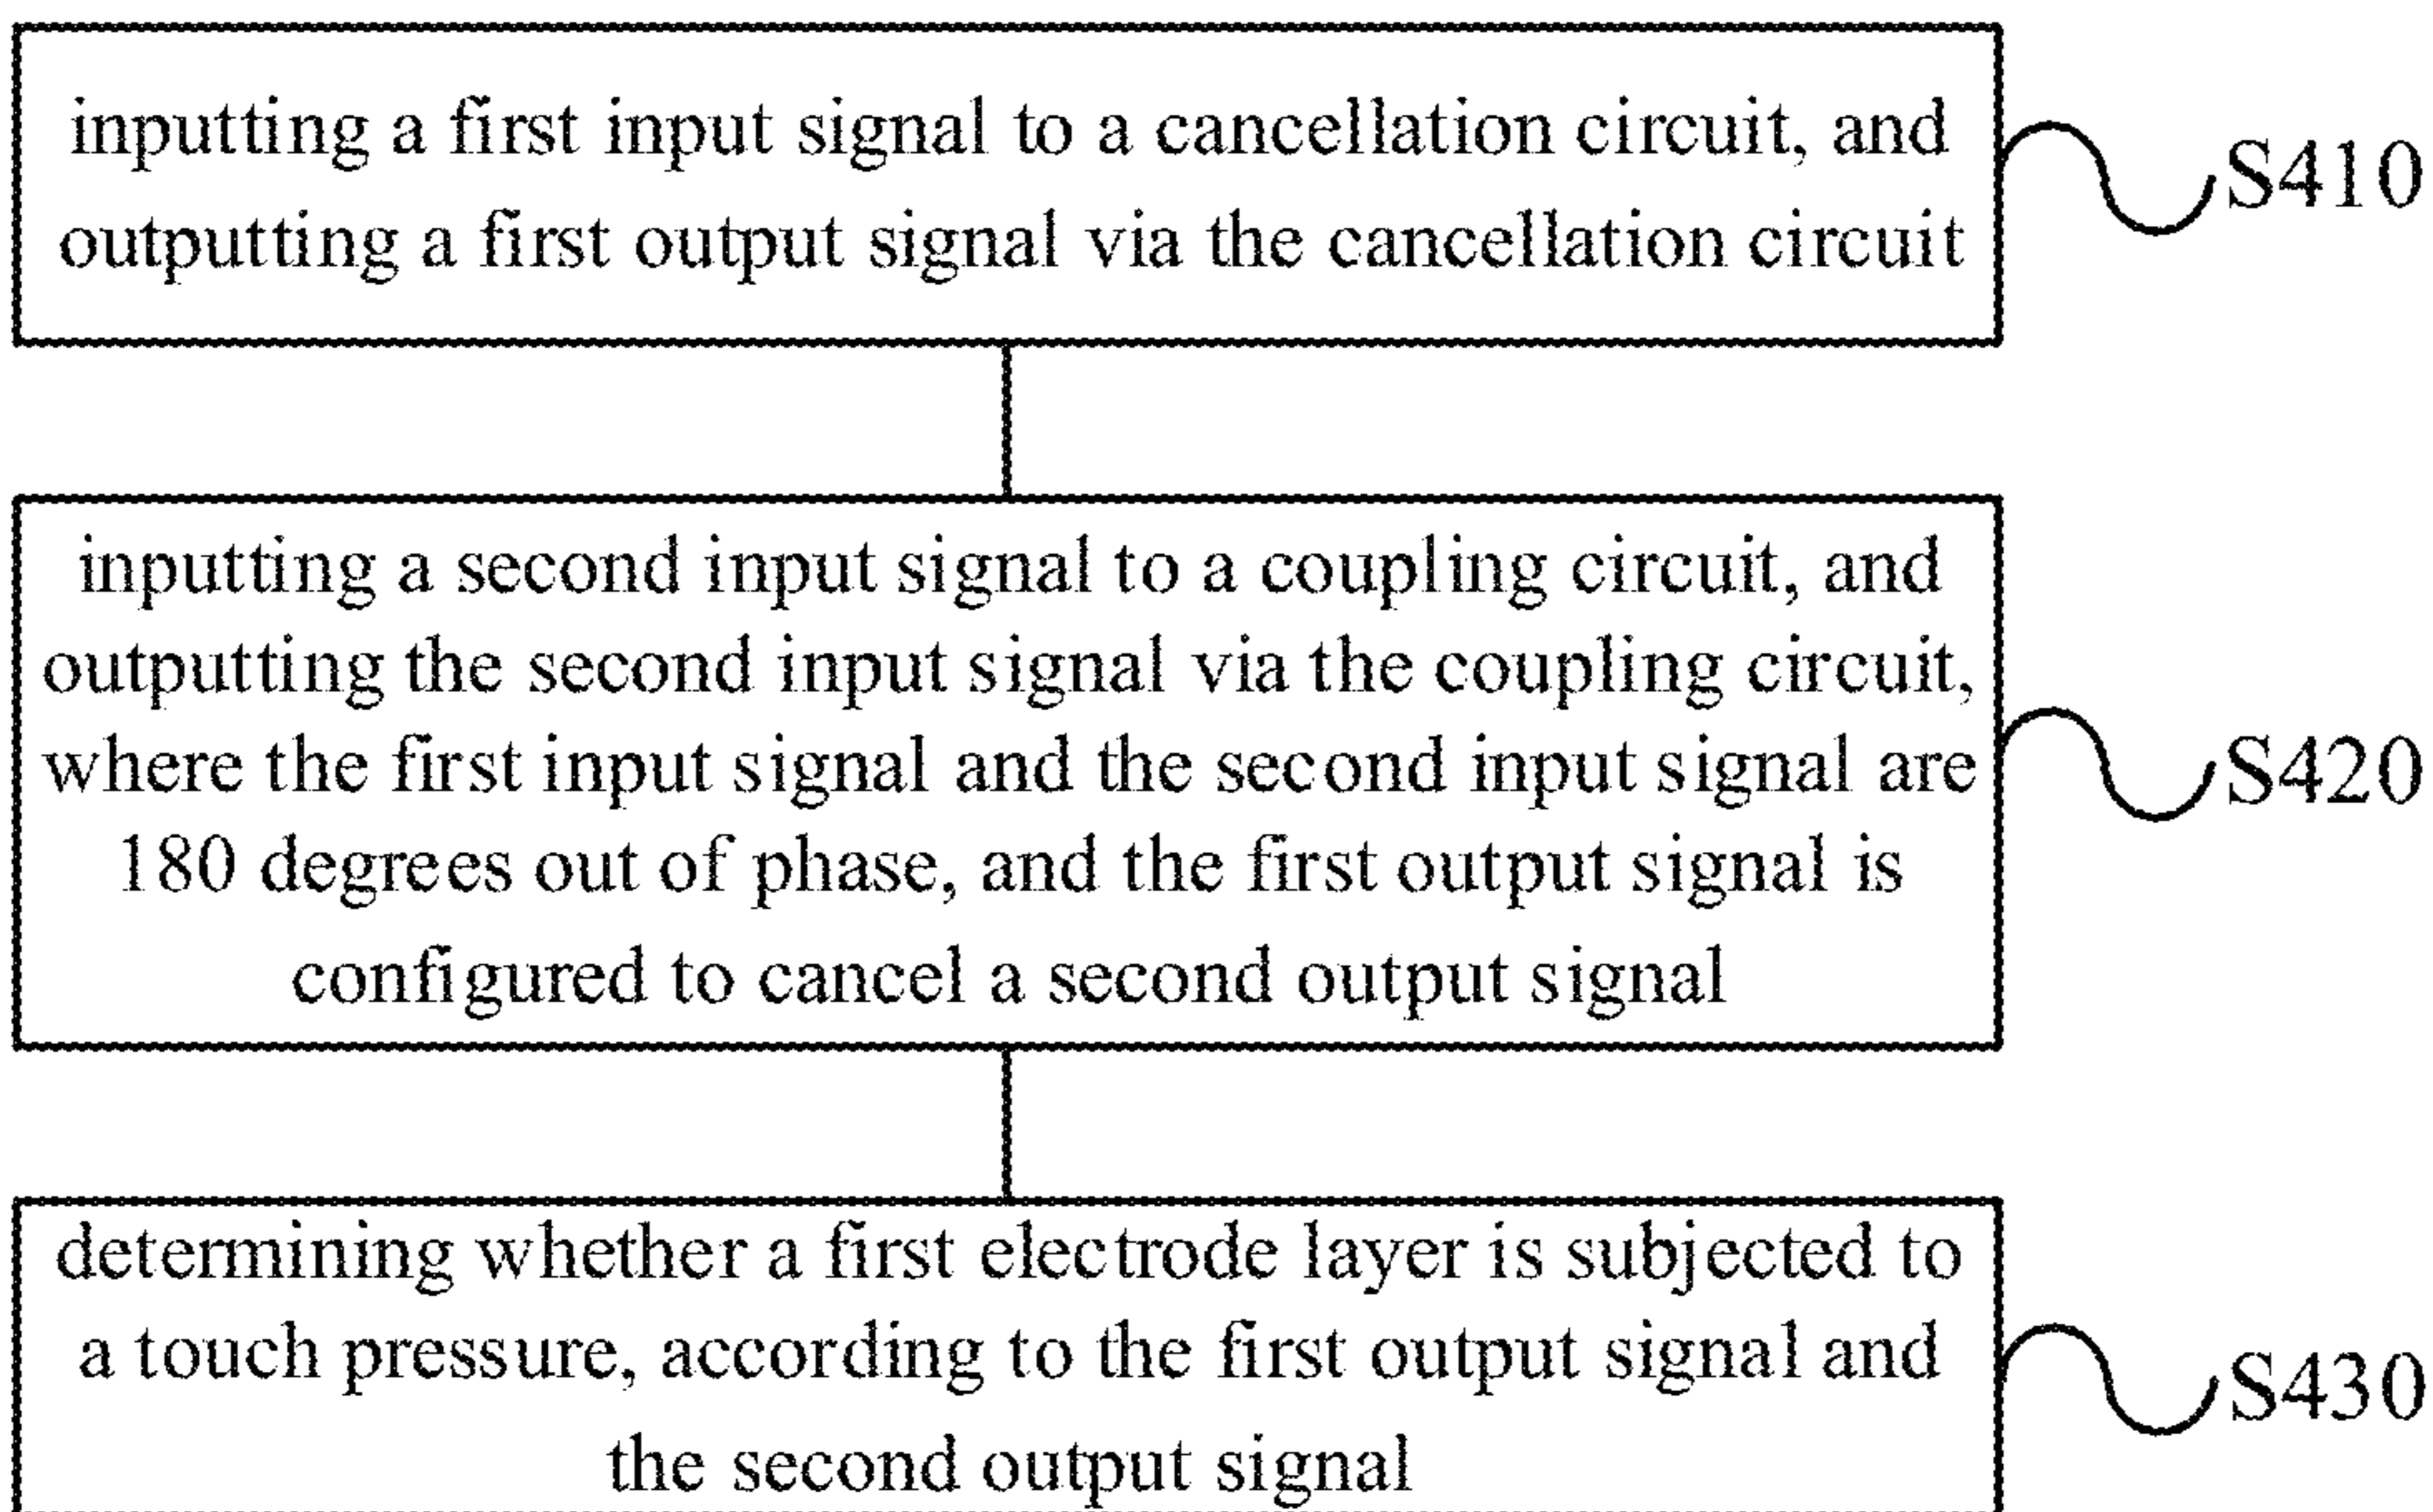 inputting a first input signal to a cancellation circuit, and
outputting a first output signal via the cancellation circuit
S410
inputting a second input signal to a coupling circuit, and
outputting the second input signal via the coupling circuit,
where the first input signal and the second input signal are
180 degrees out of phase, and the first output signal is
configured to cancel a second output signal
S420
determining whether a first electrode layer is subjected to
a touch pressure, according to the first output signal and
the second output signal
S430